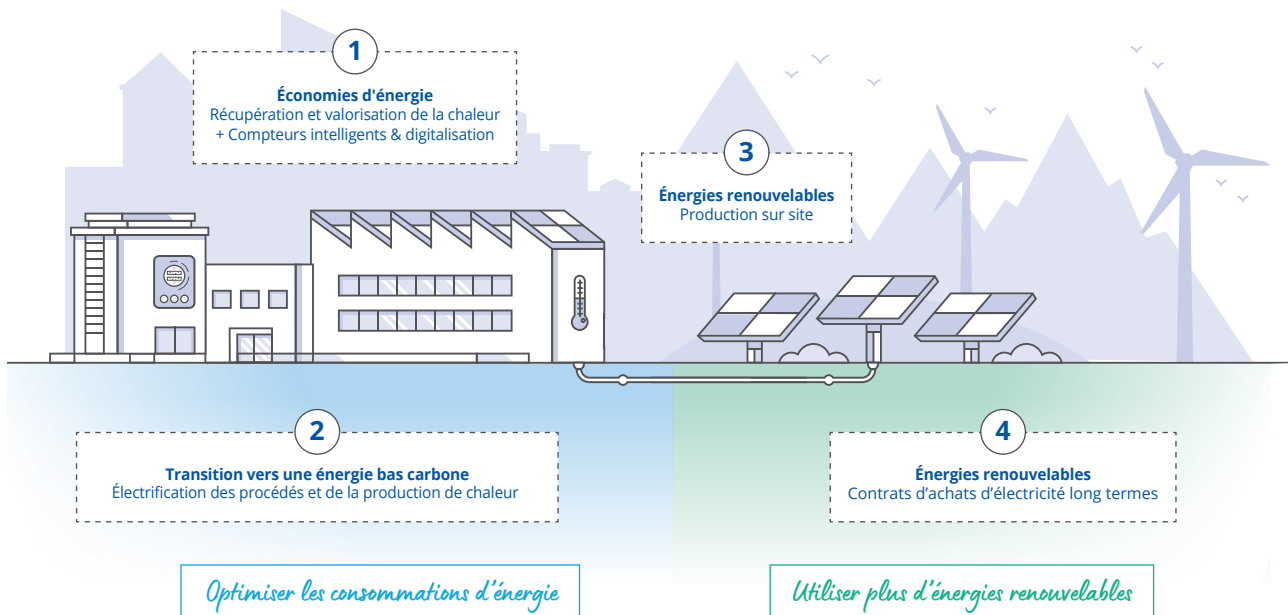 1
Économies d'énergie
Récupération et valorisation de la chaleur
+ Compteurs intelligents & digitalisation
3
Énergies renouvelables
Production sur site
2
Transition vers une énergie bas carbone
Électrification des procédés et de la production de chaleur
4
Énergies renouvelables
Contrats d’achats d’électricité long termes
Optimiser les consommations d’énergie
Utiliser plus d’énergies renouvelables